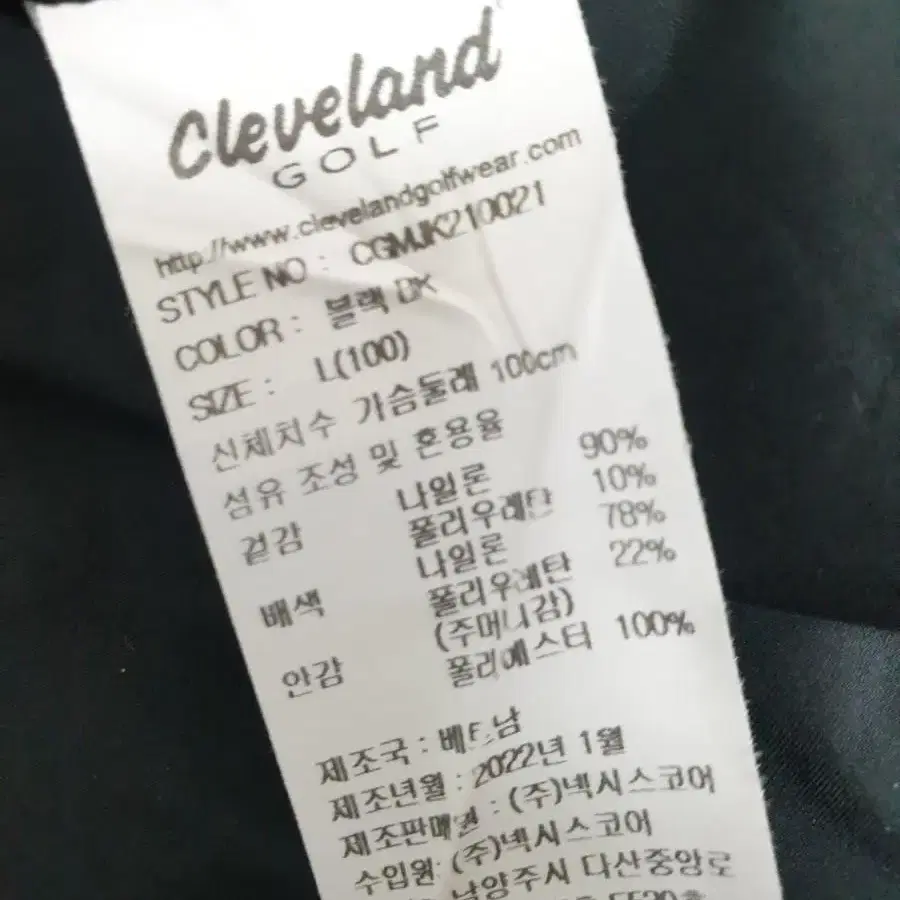 Cleveland
GOLF
http://www.clevelandgolfwear.com
STYLE NO : CGMJK210021
COLOR : 블랙 BK
SIZE : L(100)
신체치수 가슴둘레 100cm
섬유 조성 및 혼용율
겉감 나일론 90%
폴리우레탄 10%
배색 나일론 78%
폴리우레탄 22%
안감 (주머니감)
폴리에스터 100%
제조국 : 베트남
제조년월 : 2022년 1월
제조판매원 : (주)넥시스코어
수입원: (주)넥시스코어
남양주시 다산중앙로